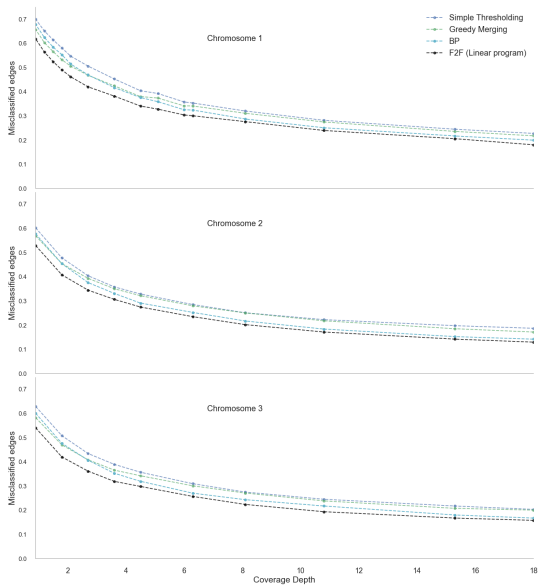 0.7
0.6
0.5
0.4
0.3
0.2
0.1
0.0
Misclassified edges
Chromosome 1
Simple Thresholding
Greedy Merging
BP
F2F (Linear program)
0.7
0.6
0.5
0.4
0.3
0.2
0.1
0.0
Misclassified edges
Chromosome 2
0.7
0.6
0.5
0.4
0.3
0.2
0.1
0.0
Misclassified edges
Chromosome 3
2 4 6 8 10 12 14 16 18
Coverage Depth